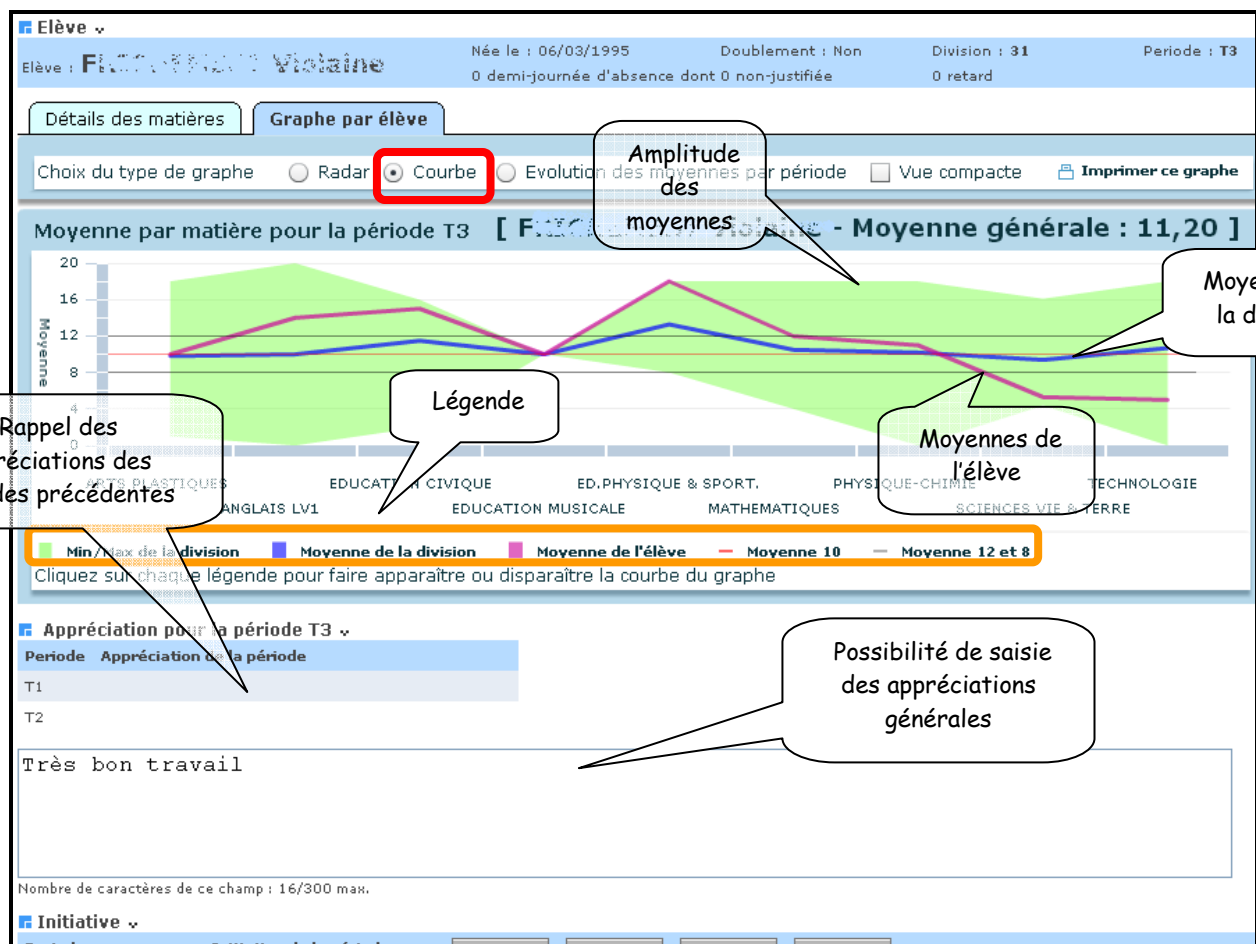 Elève
Elève : Violaine
Née le : 06/03/1995 Doublement : Non Division : 31 Periode : T3
0 demi-journée d'absence dont 0 non-justifiée 0 retard
Détails des matières Graphe par élève
Choix du type de graphe Radar Courbe Evolution des moyennes par période Vue compacte Imprimer ce graphe
Amplitude
des
moyennes
Moyenne par matière pour la période T3 [ F Violaine - Moyenne générale : 11,20 ]
20
16
12
8
4
0
Moyenne
Moye
la d
Légende
Moyennes de
l'élève
Rappel des
réciations des
des précédentes
ARTS PLASTIQUES EDUCATION CIVIQUE ED.PHYSIQUE & SPORT. PHYSIQUE-CHIMIE TECHNOLOGIE
ANGLAIS LV1 EDUCATION MUSICALE MATHEMATIQUES SCIENCES VIE & TERRE
Min/Max de la division Moyenne de la division Moyenne de l'élève Moyenne 10 Moyenne 12 et 8
Cliquez sur chaque légende pour faire apparaître ou disparaître la courbe du graphe
Appréciation pour la période T3
Periode Appréciation de la période
T1
T2
Possibilité de saisie
des appréciations
générales
Très bon travail
Nombre de caractères de ce champ : 16/300 max.
Initiative